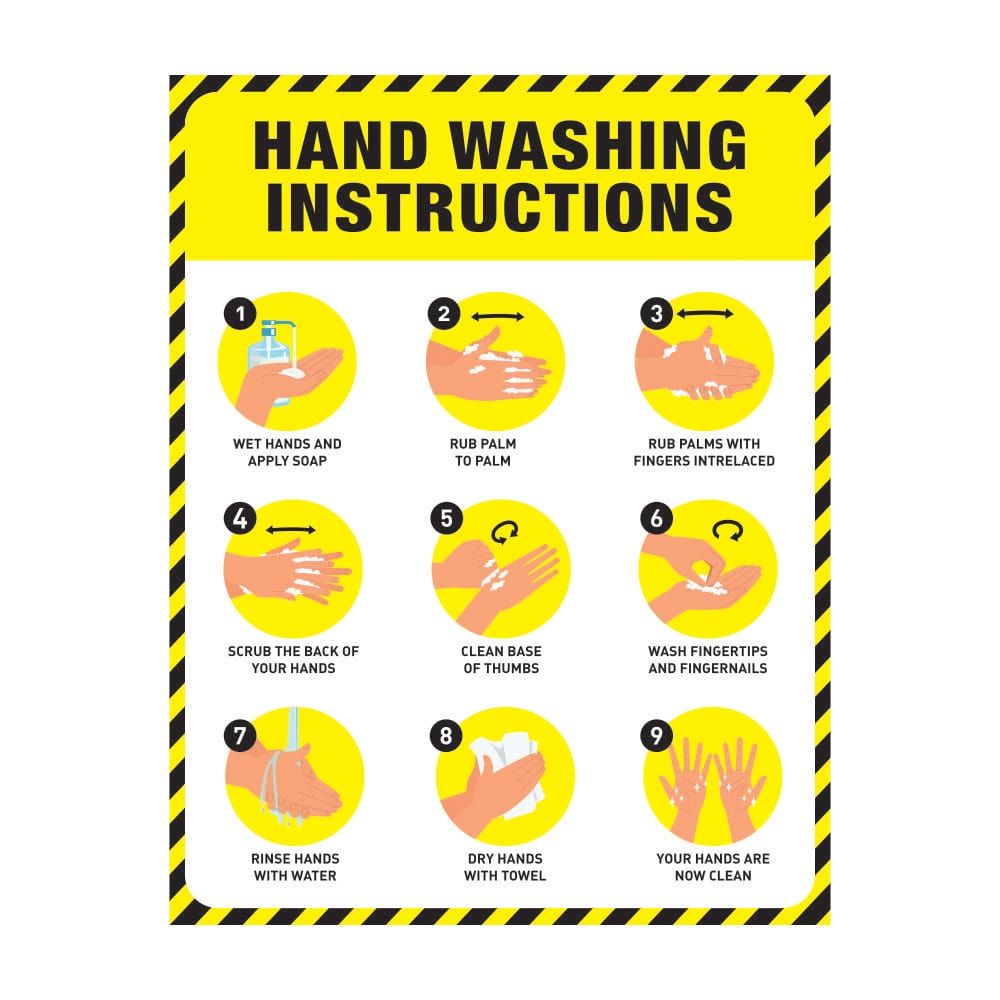 HAND WASHING
INSTRUCTIONS
1
WET HANDS AND
APPLY SOAP
2
RUB PALM
TO PALM
3
RUB PALMS WITH
FINGERS INTRELACED
4
SCRUB THE BACK OF
YOUR HANDS
5
CLEAN BASE
OF THUMBS
6
WASH FINGERTIPS
AND FINGERNAILS
7
RINSE HANDS
WITH WATER
8
DRY HANDS
WITH TOWEL
9
YOUR HANDS ARE
NOW CLEAN